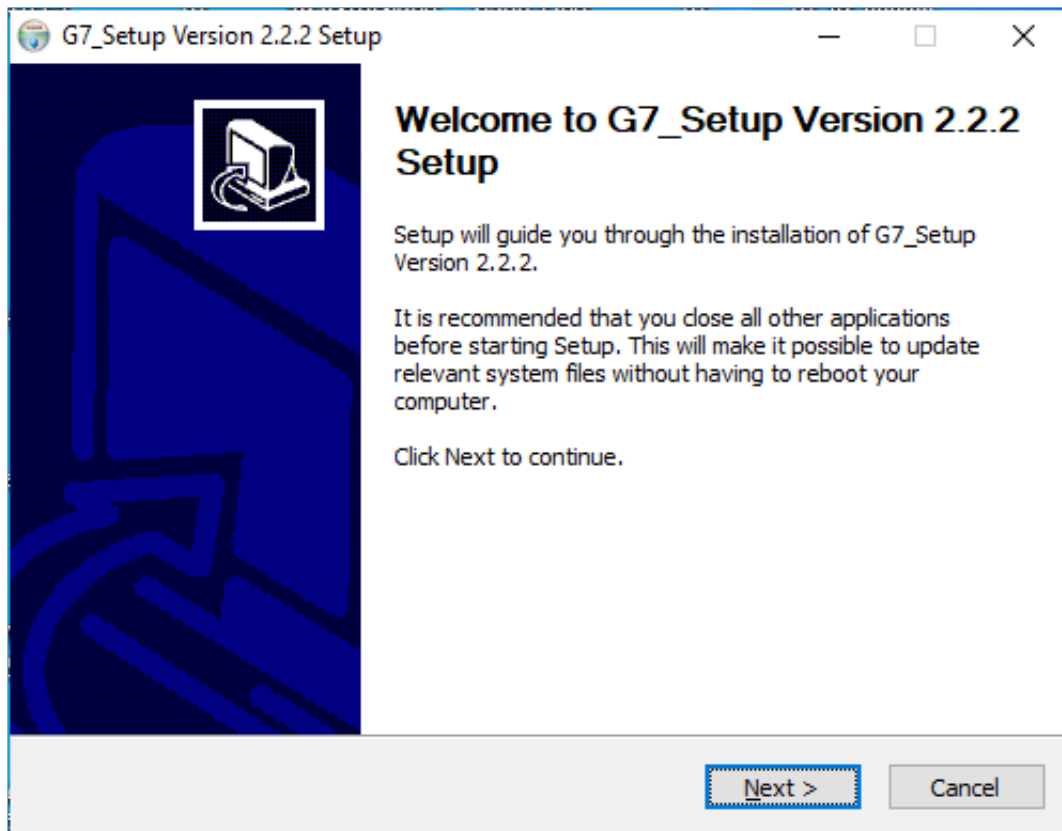 G7_Setup Version 2.2.2 Setup
Welcome to G7_Setup Version 2.2.2
Setup
Setup will guide you through the installation of G7_Setup
Version 2.2.2.
It is recommended that you close all other applications
before starting Setup. This will make it possible to update
relevant system files without having to reboot your
computer.
Click Next to continue.
Next >
Cancel